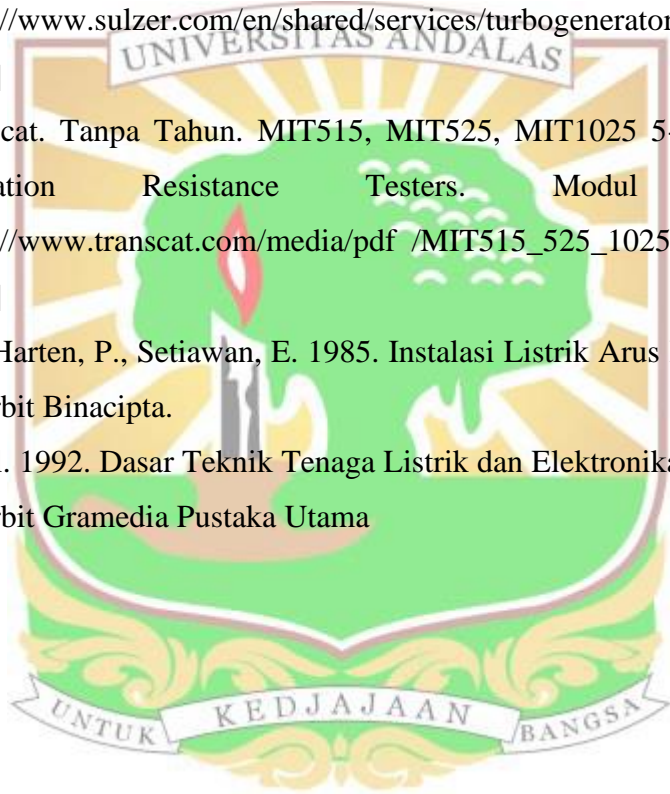 //www.sulzer.com/en/shared/services/turbogenerator
UNIVERSITAS ANDALAS
cat. Tanpa Tahun. MIT515, MIT525, MIT1025 5-
ation Resistance Testers. Modul
//www.transcat.com/media/pdf /MIT515_525_1025
Harten, P., Setiawan, E. 1985. Instalasi Listrik Arus
rbit Binacipta.
. 1992. Dasar Teknik Tenaga Listrik dan Elektronika
rbit Gramedia Pustaka Utama
UNTUK KEDJAJAAN BANGSA